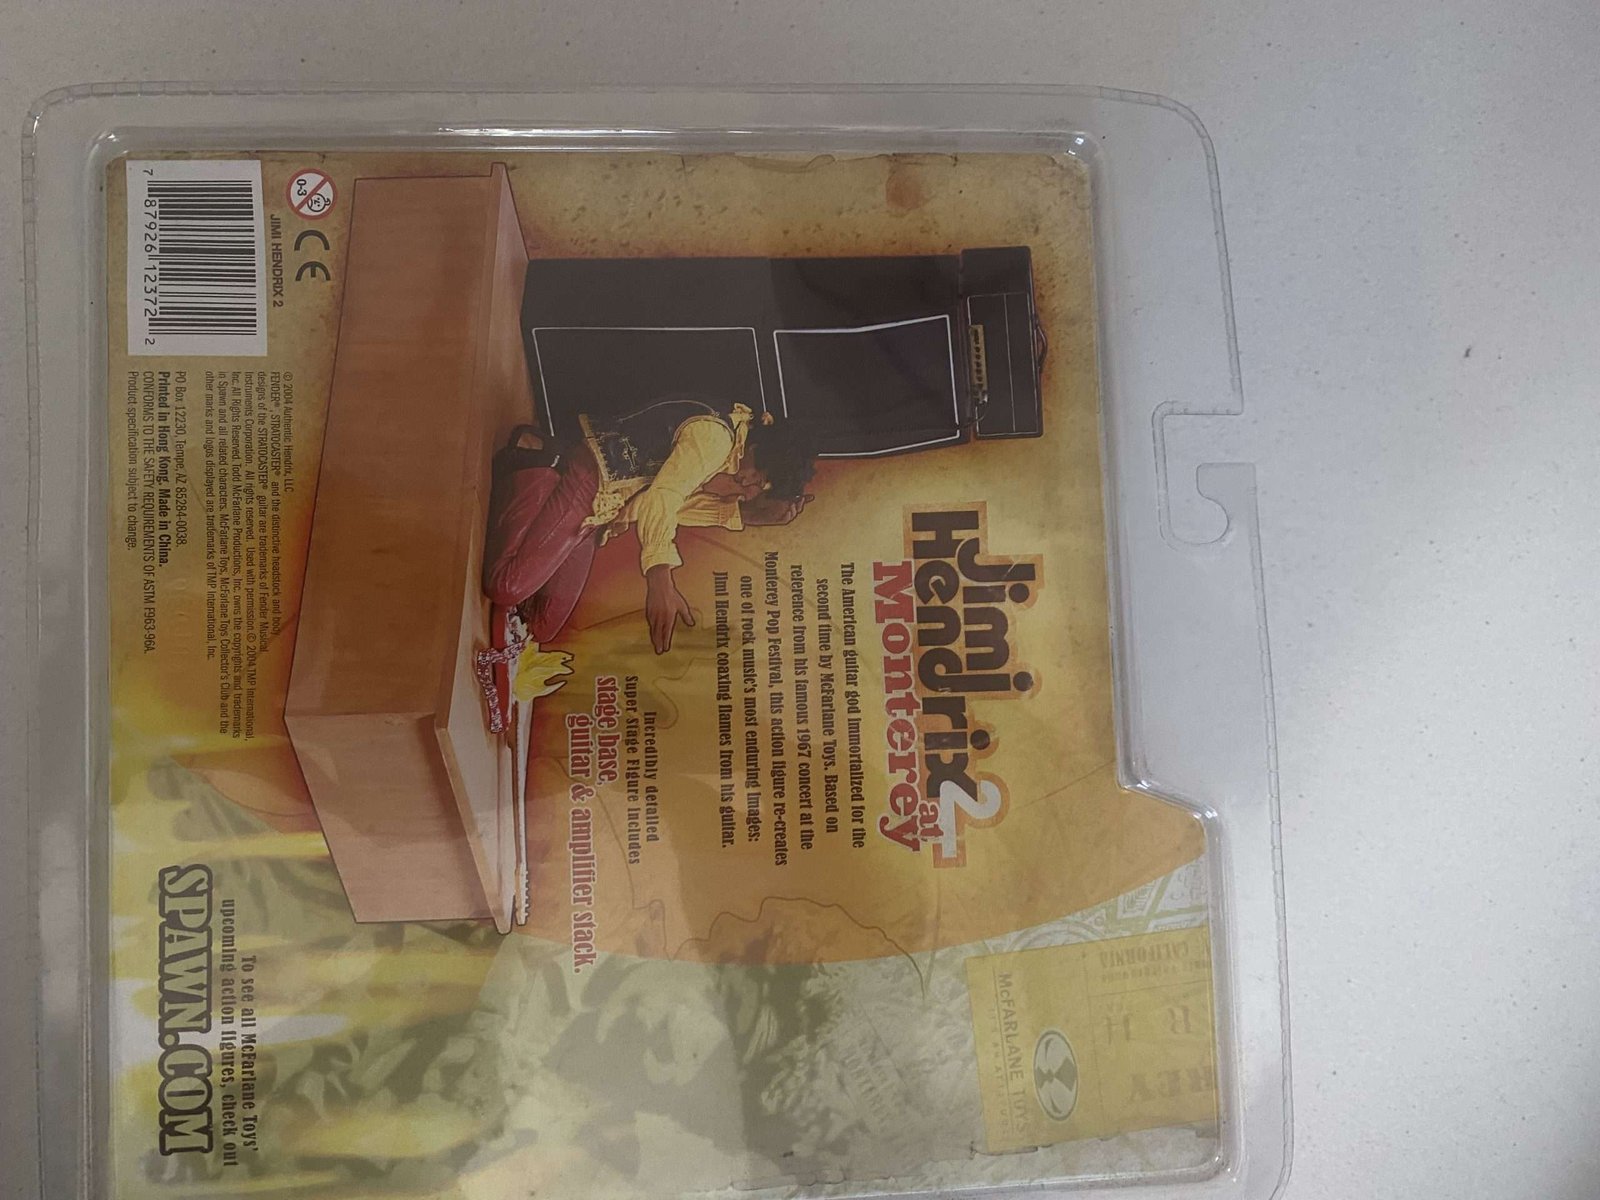 Jimi
Hendrix 2
at
Monterey
The American guitar god immortalized for the
second time by McFarlane Toys. Based on
reference from his famous 1967 concert at the
Monterey Pop Festival, this action figure re-creates
one of rock music's most enduring images:
Jimi Hendrix coaxing flames from his guitar.
Incredibly detailed
Super Stage Figure includes
stage base,
guitar & amplifier stack.
McFARLANE TOYS
CALIFORNIA
0-3
CE
JIMI HENDRIX 2
7 87926 12372 2
© 2004 Authentic Hendrix, LLC
FENDER®, STRATOCASTER® and the distinctive headstock and body
designs of the STRATOCASTER® guitar are trademarks of Fender Musical
Instruments Corporation. All rights reserved. Used with permission. © 2004 TMP International,
Inc. All Rights Reserved. Todd McFarlane Productions, Inc. owns the copyrights and trademarks
in Spawn and all related characters. McFarlane Toys, McFarlane Toys Collector's Club and the
other marks and logos displayed are trademarks of TMP International, Inc.
PO Box 12230, Tempe, AZ 85284-0038.
Printed in Hong Kong. Made in China.
CONFORMS TO THE SAFETY REQUIREMENTS OF ASTM F963-96A.
Product specification subject to change.
To see all McFarlane Toys'
upcoming action figures, check out
SPAWN.COM